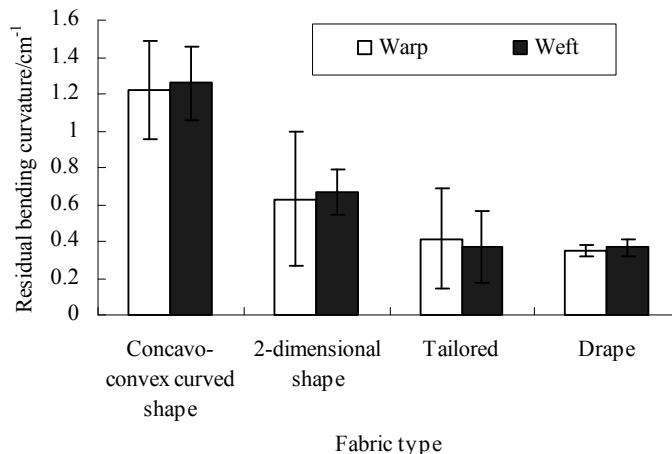 Residual bending curvature/cm-1
1.6
1.4
1.2
1
0.8
0.6
0.4
0.2
0
Warp
Weft
Concavo-
convex curved
shape
2-dimensional
shape
Tailored
Drape
Fabric type